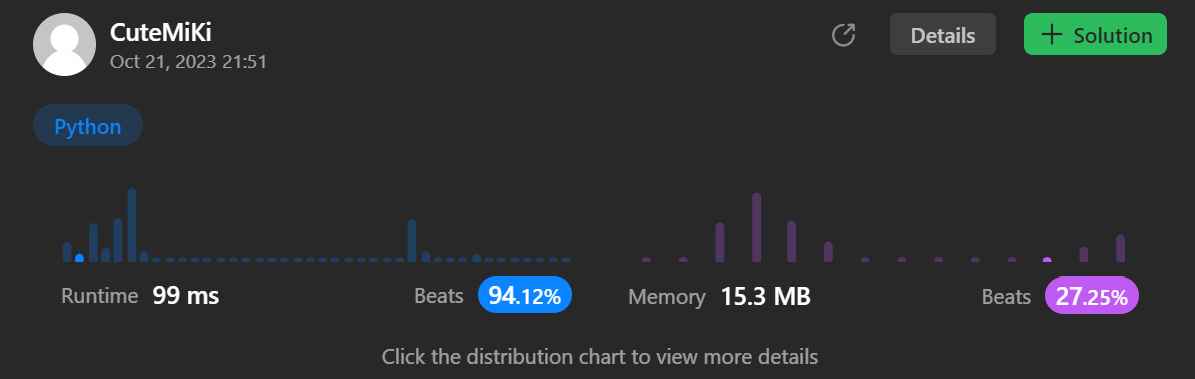 CuteMiKi
Oct 21, 2023 21:51
Details
+ Solution
Python
Runtime 99 ms Beats 94.12%
Memory 15.3 MB Beats 27.25%
Click the distribution chart to view more details